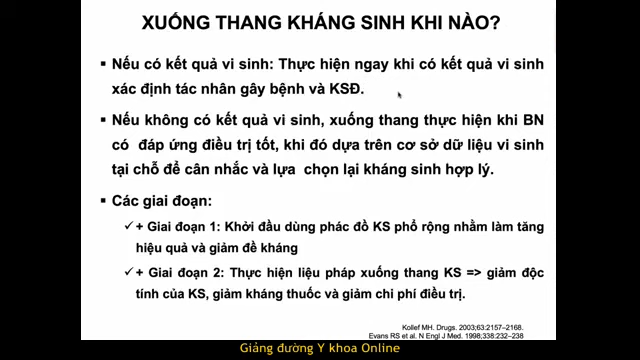 XUỐNG THANG KHÁNG SINH KHI NÀO?
▪ Nếu có kết quả vi sinh: Thực hiện ngay khi có kết quả vi sinh
xác định tác nhân gây bệnh và KSĐ.
▪ Nếu không có kết quả vi sinh, xuống thang thực hiện khi BN
có đáp ứng điều trị tốt, khi đó dựa trên cơ sở dữ liệu vi sinh
tại chỗ để cân nhắc và lựa chọn lại kháng sinh hợp lý.
▪ Các giai đoạn:
✓+ Giai đoạn 1: Khởi đầu dùng phác đồ KS phổ rộng nhằm làm tăng
hiệu quả và giảm đề kháng
✓+ Giai đoạn 2: Thực hiện liệu pháp xuống thang KS => giảm độc
tính của KS, giảm kháng thuốc và giảm chi phí điều trị.
Kollef MH. Drugs. 2003;63:2157–2168.
Evans RS et al. N Engl J Med. 1998;338:232–238
Giảng đường Y khoa Online